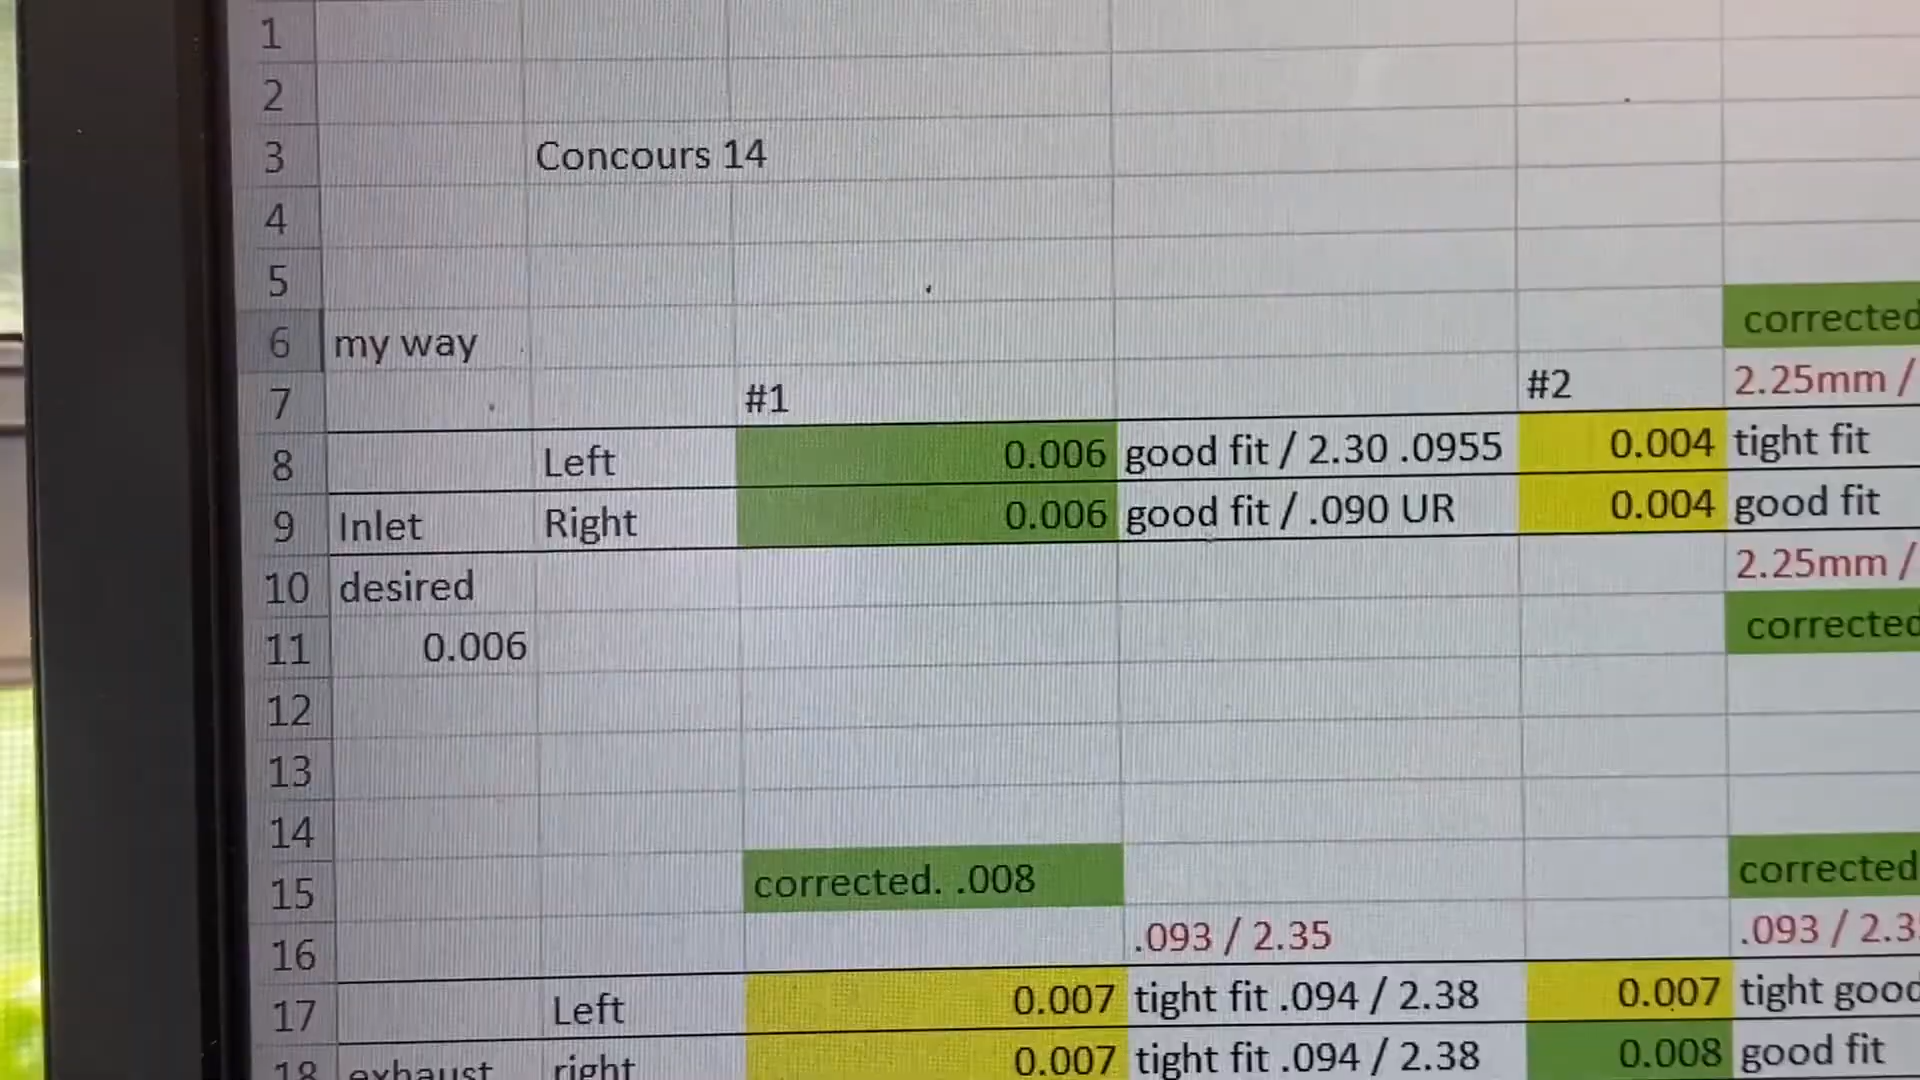 1
2
3 Concours 14
4
5
corrected
6 my way
7 #1 #2 2.25mm /
8 Left 0.006 good fit / 2.30 .0955 0.004 tight fit
9 Inlet Right 0.006 good fit / .090 UR 0.004 good fit
10 desired 2.25mm /
11 0.006 corrected
12
13
14
15 corrected. .008 corrected
16 .093 / 2.35 .093 / 2.3
17 Left 0.007 tight fit .094 / 2.38 0.007 tight good
18 exhaust right 0.007 tight fit .094 / 2.38 0.008 good fit